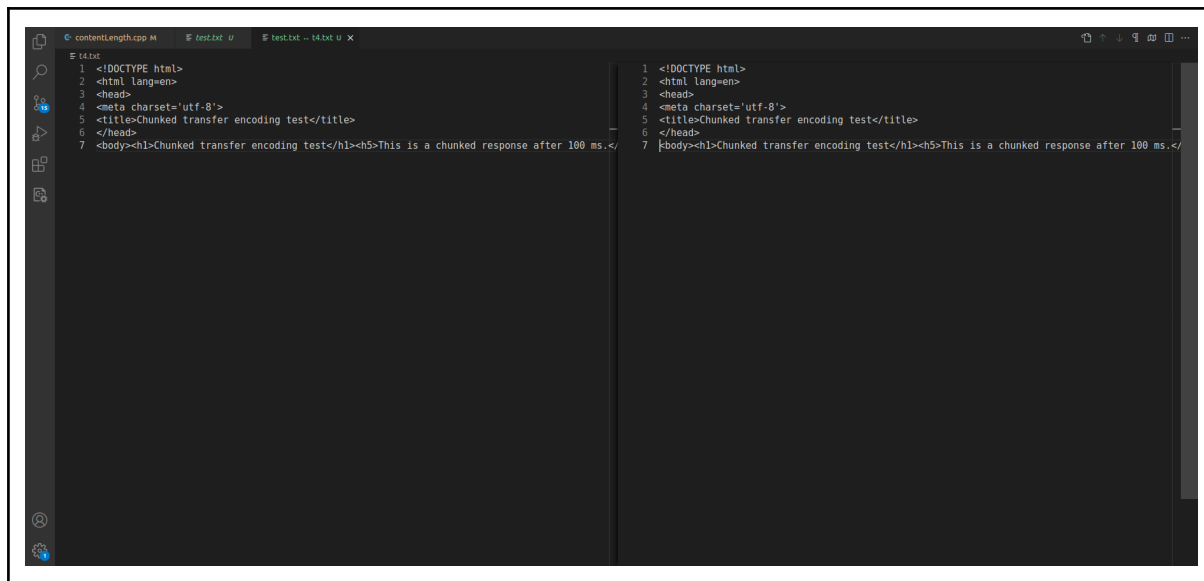 contentLength.cpp M test.txt U test.txt ↔ t4.txt U
t4.txt
1 <!DOCTYPE html>
2 <html lang=en>
3 <head>
4 <meta charset='utf-8'>
5 <title>Chunked transfer encoding test</title>
6 </head>
7 <body><h1>Chunked transfer encoding test</h1><h5>This is a chunked response after 100 ms.</
1 <!DOCTYPE html>
2 <html lang=en>
3 <head>
4 <meta charset='utf-8'>
5 <title>Chunked transfer encoding test</title>
6 </head>
7 <body><h1>Chunked transfer encoding test</h1><h5>This is a chunked response after 100 ms.</
15
1